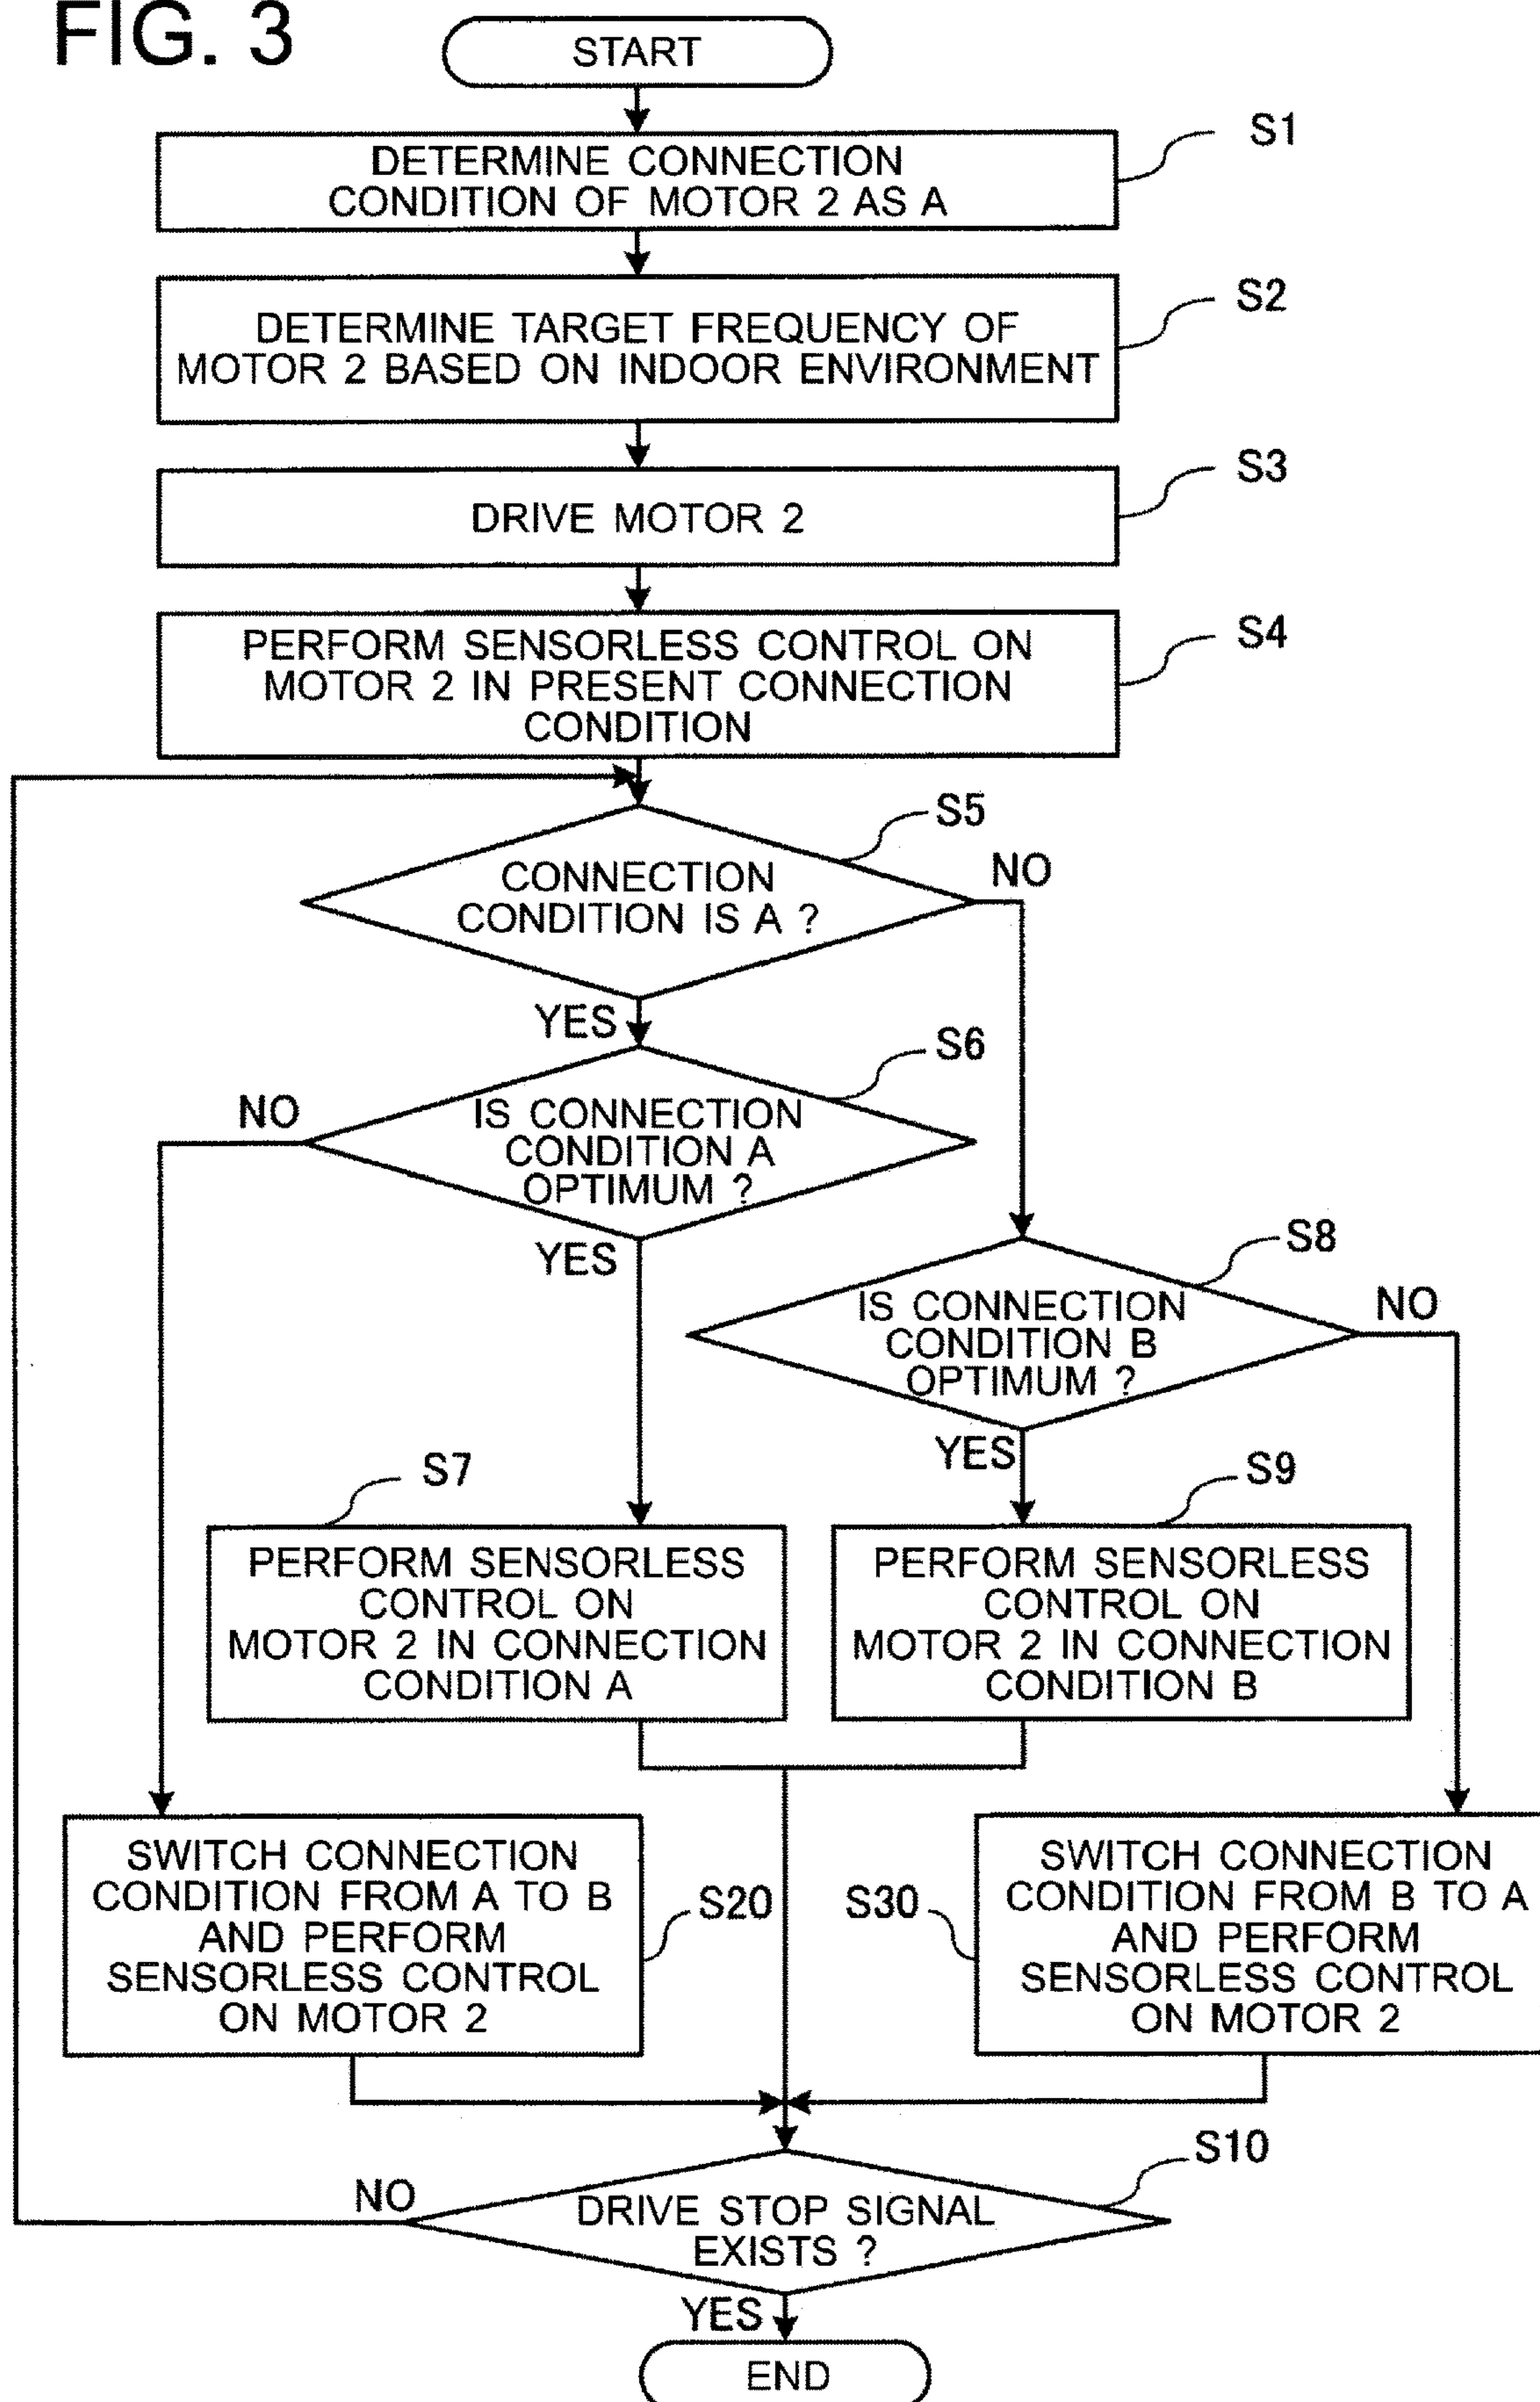 FIG. 3
START
S1
DETERMINE CONNECTION
CONDITION OF MOTOR 2 AS A
S2
DETERMINE TARGET FREQUENCY OF
MOTOR 2 BASED ON INDOOR ENVIRONMENT
S3
DRIVE MOTOR 2
S4
PERFORM SENSORLESS CONTROL ON
MOTOR 2 IN PRESENT CONNECTION
CONDITION
S5
CONNECTION
CONDITION IS A ?
NO
YES
S6
IS CONNECTION
CONDITION A
OPTIMUM ?
NO
YES
S8
IS CONNECTION
CONDITION B
OPTIMUM ?
NO
YES
S7
PERFORM SENSORLESS
CONTROL ON
MOTOR 2 IN CONNECTION
CONDITION A
S9
PERFORM SENSORLESS
CONTROL ON
MOTOR 2 IN CONNECTION
CONDITION B
SWITCH CONNECTION
CONDITION FROM A TO B
AND PERFORM
SENSORLESS CONTROL
ON MOTOR 2
S20
S30
SWITCH CONNECTION
CONDITION FROM B TO A
AND PERFORM
SENSORLESS CONTROL
ON MOTOR 2
S10
DRIVE STOP SIGNAL
EXISTS ?
NO
YES
END